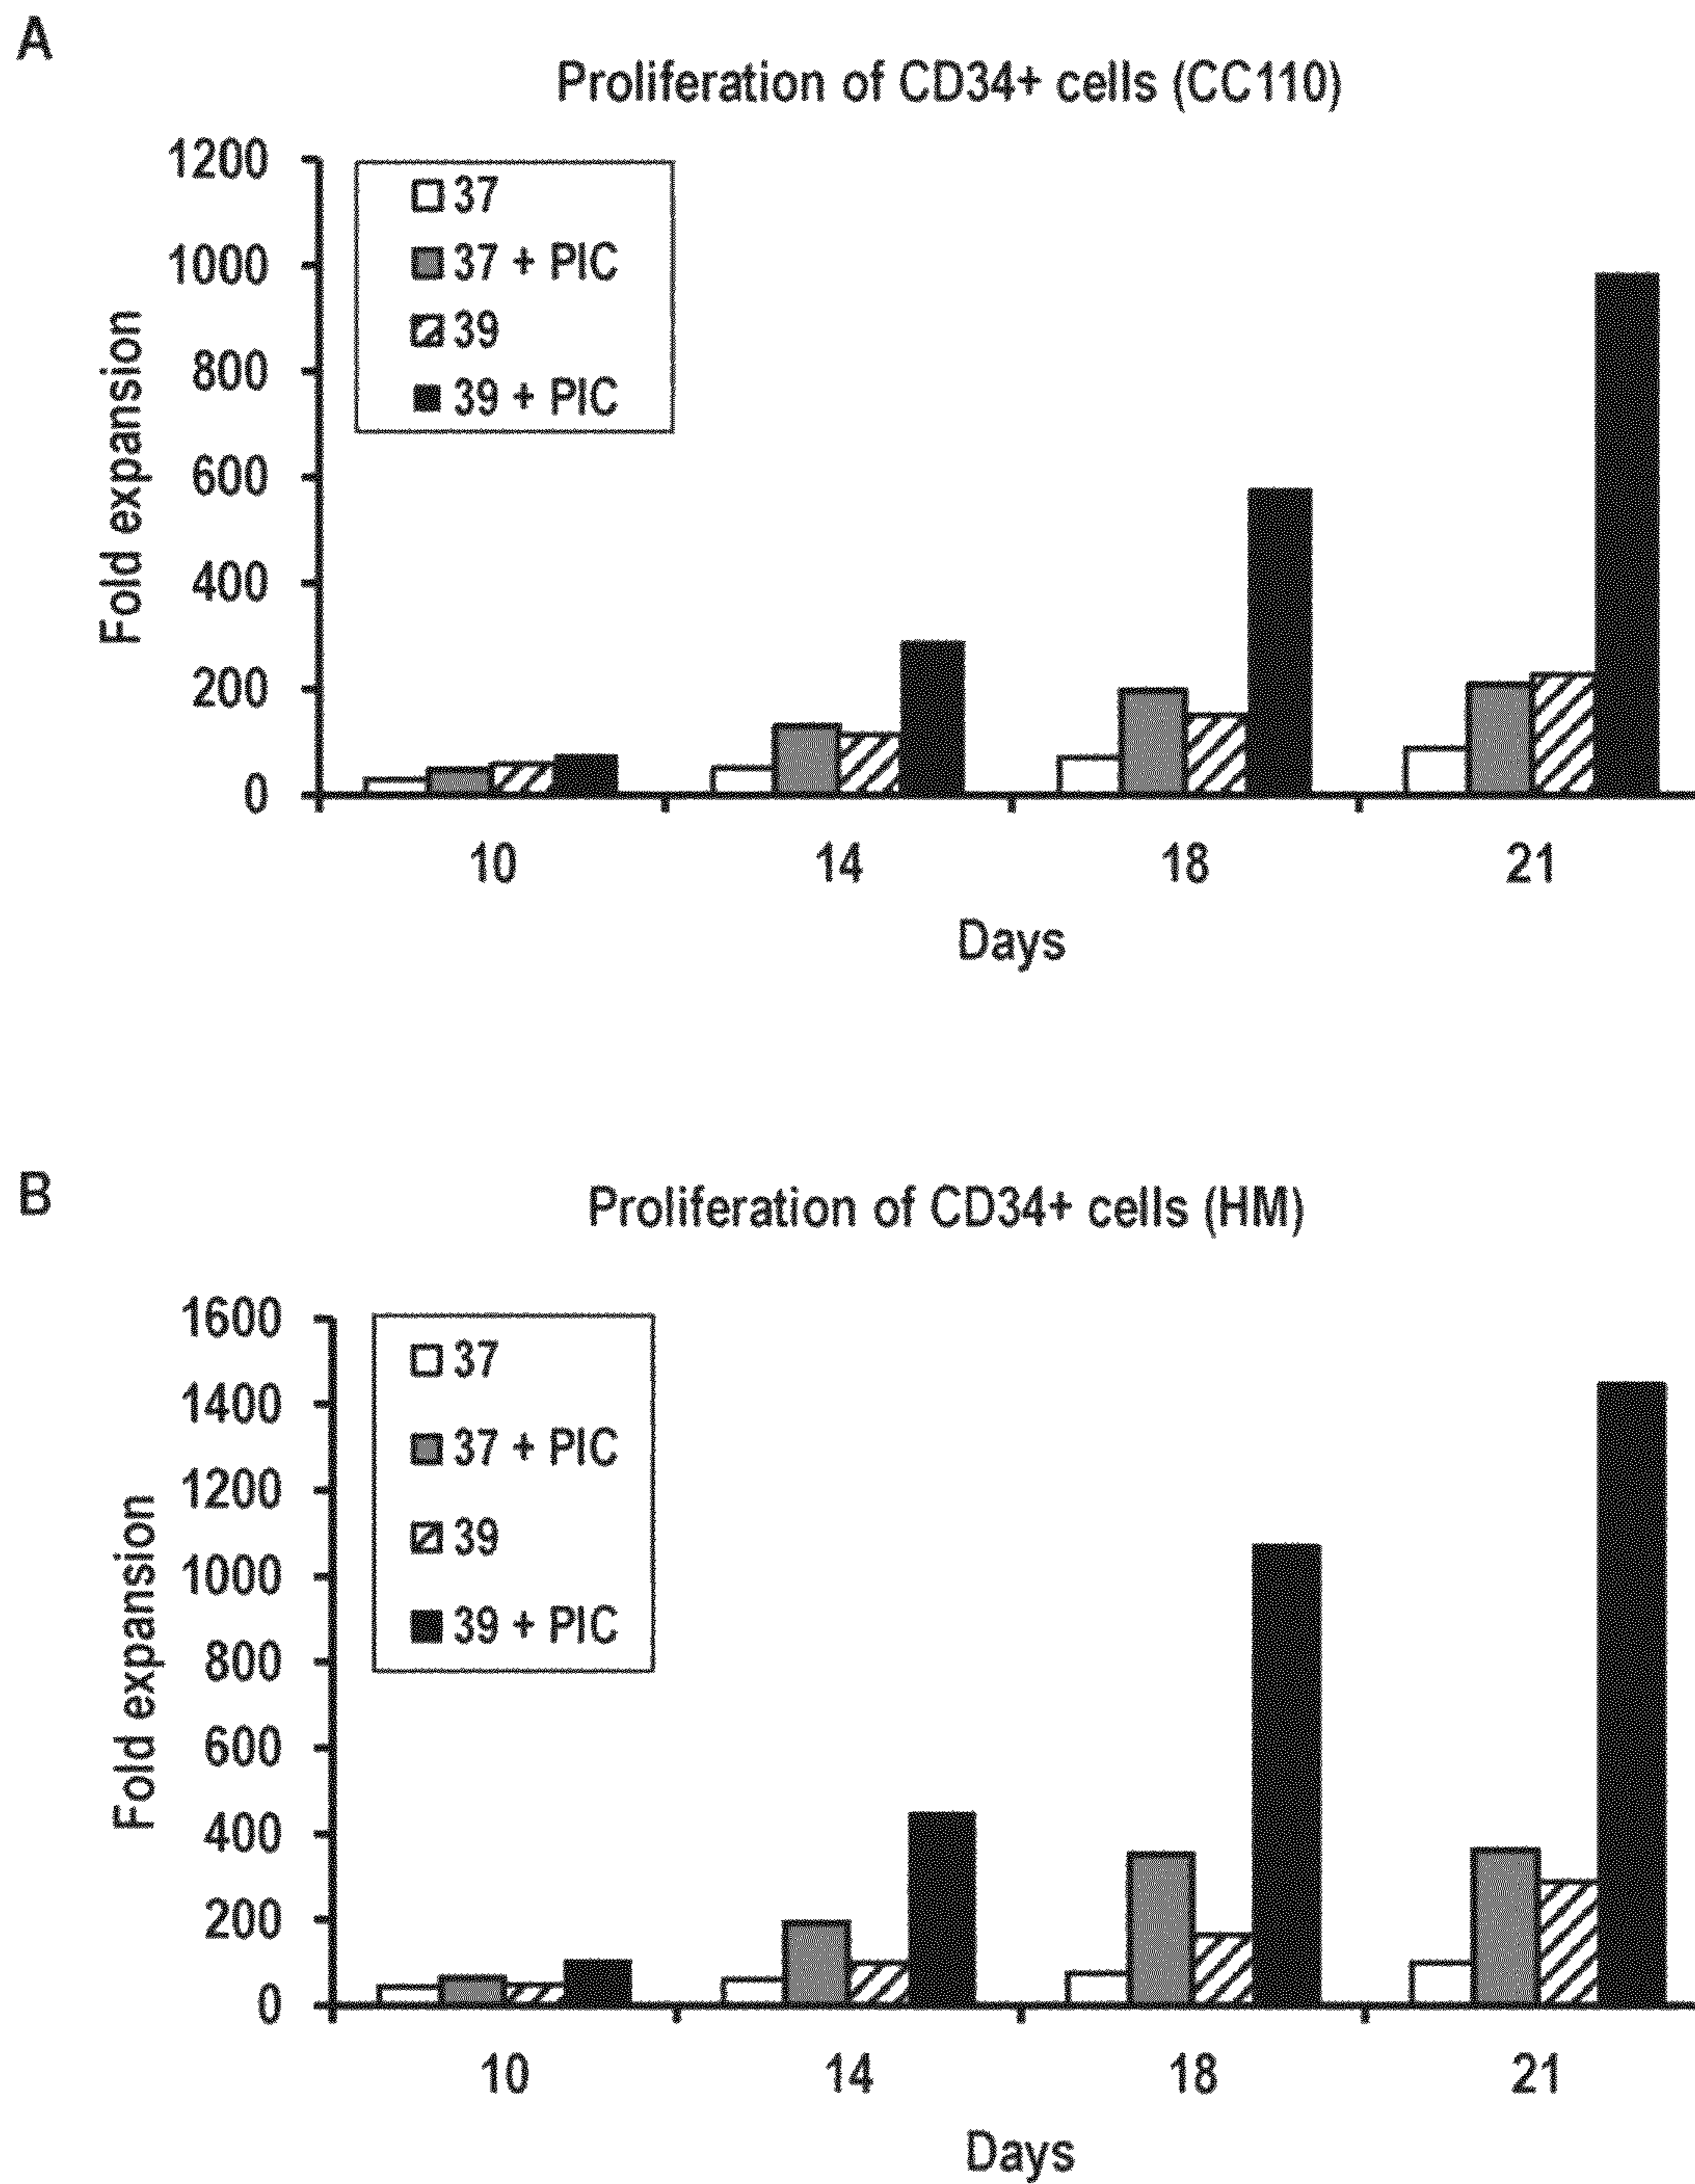 A
Proliferation of CD34+ cells (CC110)
1200
1000
800
600
400
200
0
Fold expansion
37
37 + PIC
39
39 + PIC
10 14 18 21
Days
B
Proliferation of CD34+ cells (HM)
1600
1400
1200
1000
800
600
400
200
0
Fold expansion
37
37 + PIC
39
39 + PIC
10 14 18 21
Days